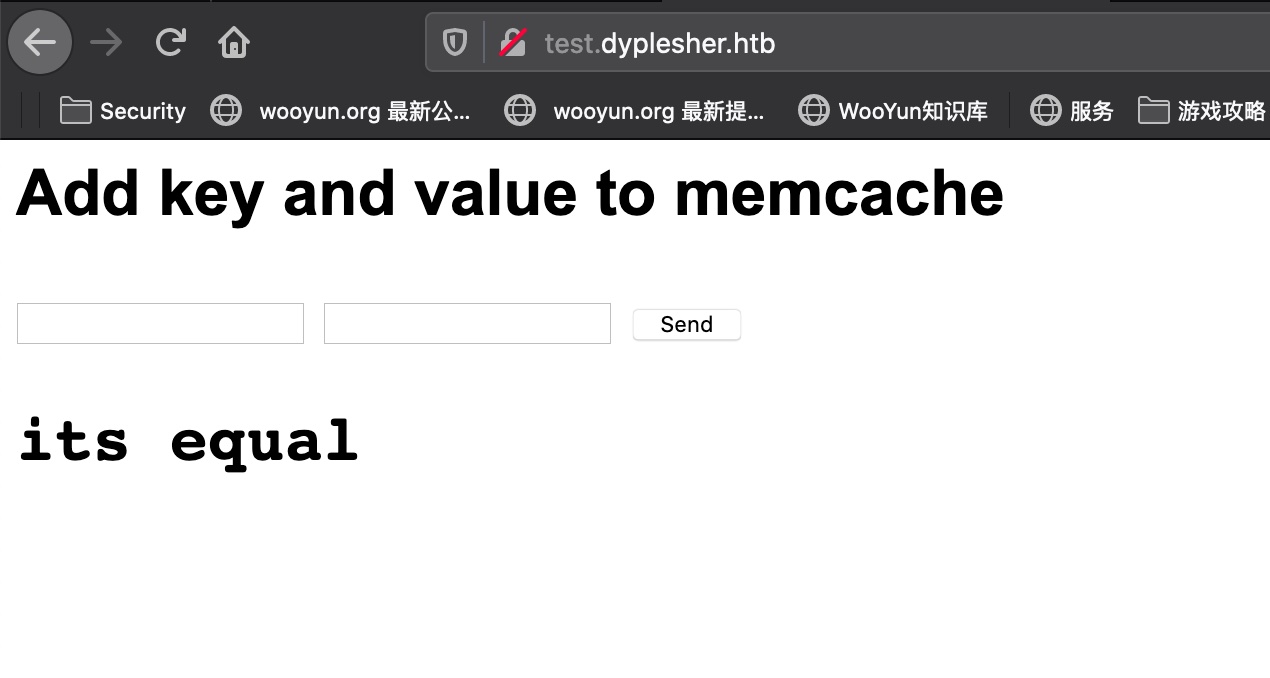 test.dyplesher.htb
Security wooyun.org 最新公... wooyun.org 最新提... WooYun知识库 服务 游戏攻略
Add key and value to memcache
Send
its equal